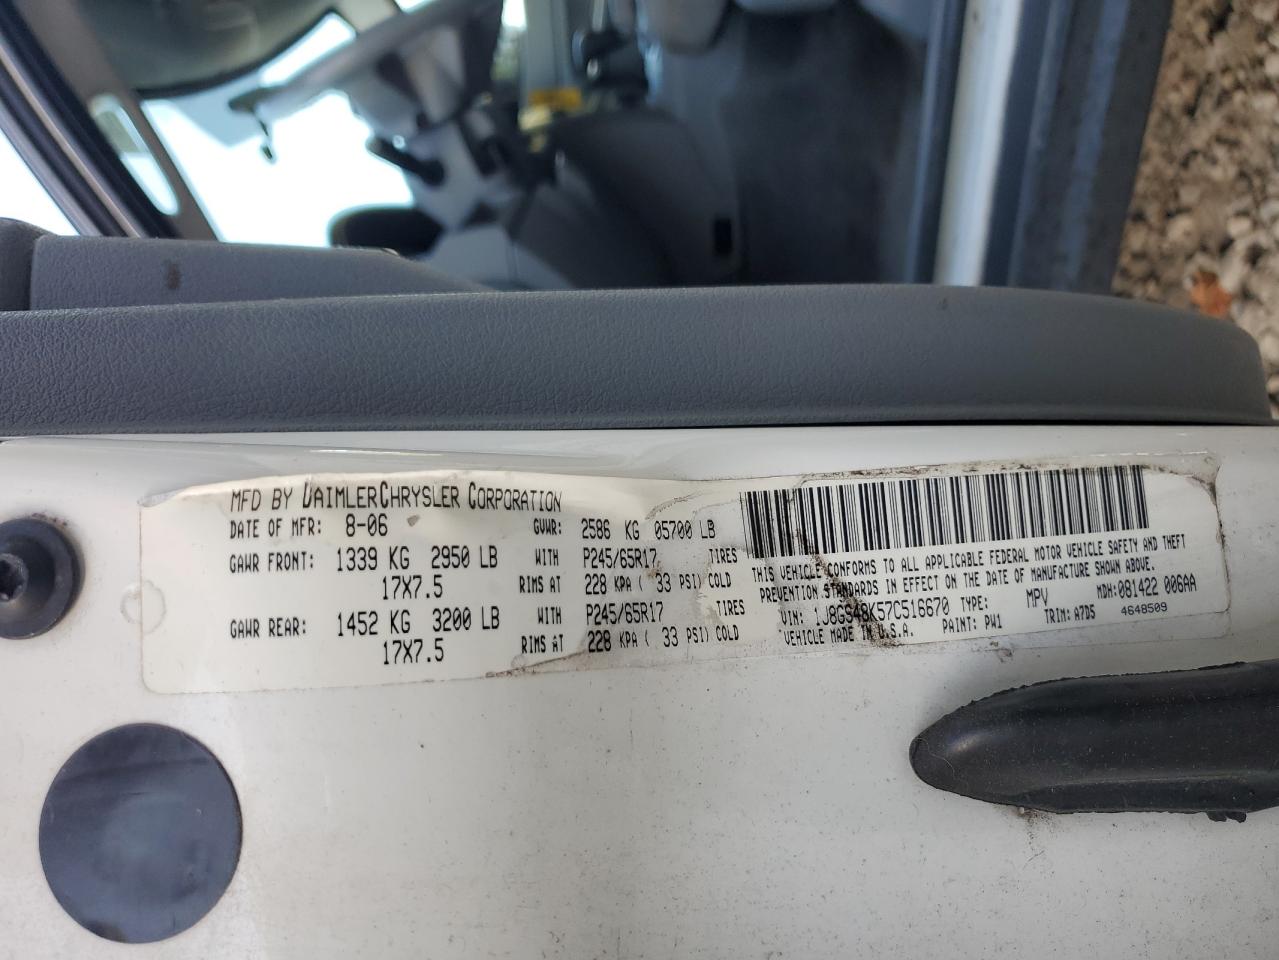 MFD BY DAIMLERCHRYSLER CORPORATION
DATE OF MFR: 8-06 GVWR: 2586 KG 05700 LB
GAWR FRONT: 1339 KG 2950 LB WITH P245/65R17 TIRES
17X7.5 RIMS AT 228 KPA ( 33 PSI) COLD
GAWR REAR: 1452 KG 3200 LB WITH P245/65R17 TIRES
17X7.5 RIMS AT 228 KPA ( 33 PSI) COLD
THIS VEHICLE CONFORMS TO ALL APPLICABLE FEDERAL MOTOR VEHICLE SAFETY AND THEFT
PREVENTION STANDARDS IN EFFECT ON THE DATE OF MANUFACTURE SHOWN ABOVE.
VIN: 1J8GS48K57C516670 TYPE: MPV MDH: 081422 006AA
VEHICLE MADE IN U.S.A. PAINT: PW1 TRIM: A7D5 4648509